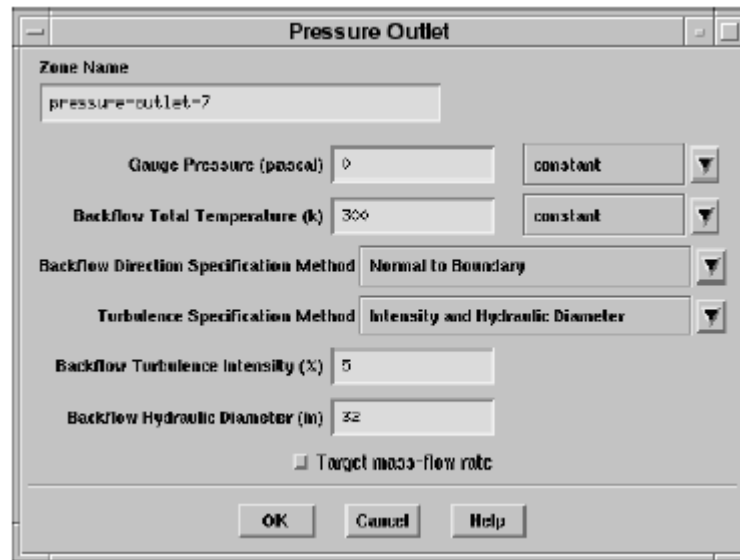 Pressure Outlet
Zone Name
pressure-outlet-7
Gauge Pressure (pascal) 0 constant
Backflow Total Temperature (k) 300 constant
Backflow Direction Specification Method Normal to Boundary
Turbulence Specification Method Intensity and Hydraulic Diameter
Backflow Turbulence Intensity (%) 5
Backflow Hydraulic Diameter (in) 32
Target mass-flow rate
OK Cancel Help